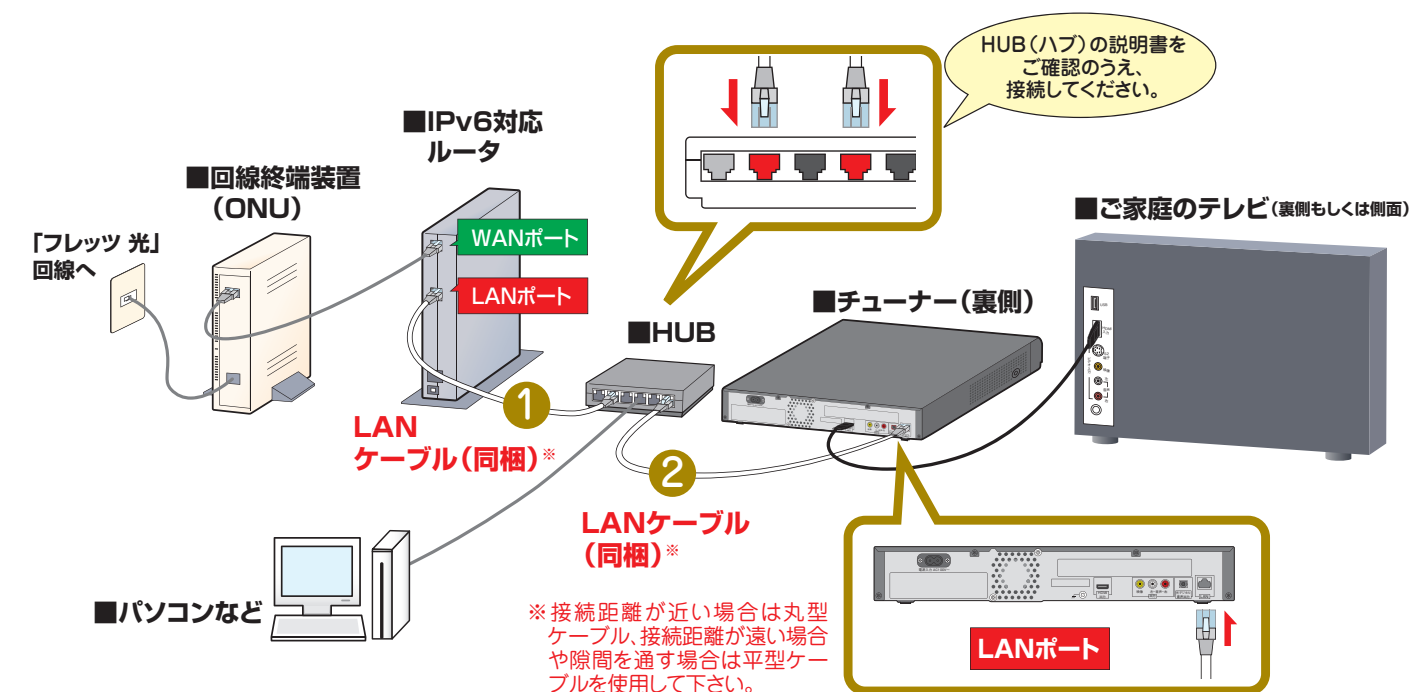 HUB（ハブ）の説明書を
ご確認のうえ、
接続してください。
■IPv6対応
ルータ
■回線終端装置
（ONU）
「フレッツ 光」
回線へ
WANポート
LANポート
■HUB
■チューナー（裏側）
■ご家庭のテレビ（裏側もしくは側面）
1
LAN
ケーブル（同梱）※
2
LANケーブル
（同梱）※
■パソコンなど
※接続距離が近い場合は丸型
ケーブル、接続距離が遠い場合
や隙間を通す場合は平型ケー
ブルを使用して下さい。
LANポート